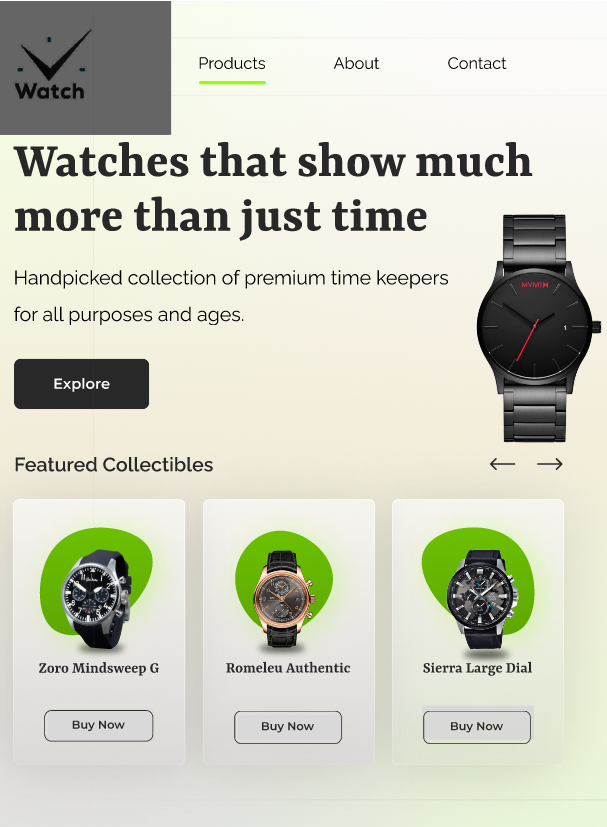 Watch
Products
About
Contact
Watches that show much
more than just time
Handpicked collection of premium time keepers
for all purposes and ages.
MVMT
1
Explore
Featured Collectibles
Zoro Mindsweep G
Romeleu Authentic
Sierra Large Dial
Buy Now
Buy Now
Buy Now